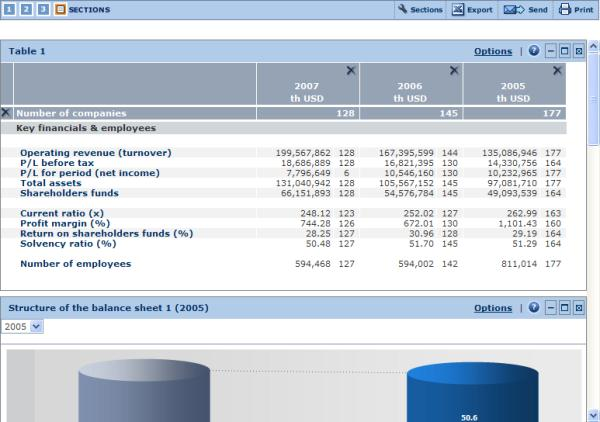 1 2 3 SECTIONS Sections Export Send Print
Table 1 Options | ?
2007 2006 2005
th USD th USD th USD
Number of companies 128 145 177
Key financials & employees
Operating revenue (turnover) 199,567,862 128 167,395,599 144 135,086,946 177
P/L before tax 18,686,889 128 16,821,395 130 14,330,756 164
P/L for period (net income) 7,796,649 6 10,546,160 130 10,232,965 177
Total assets 131,040,942 128 105,567,152 145 97,081,710 177
Shareholders funds 66,151,893 128 54,576,784 145 49,093,539 164
Current ratio (x) 248.12 123 252.02 127 262.99 163
Profit margin (%) 744.28 126 672.01 130 1,101.43 160
Return on shareholders funds (%) 28.25 127 30.96 128 29.19 164
Solvency ratio (%) 50.48 127 51.70 145 51.29 164
Number of employees 594,468 127 594,002 142 811,014 177
Structure of the balance sheet 1 (2005) Options | ?
2005
50.6